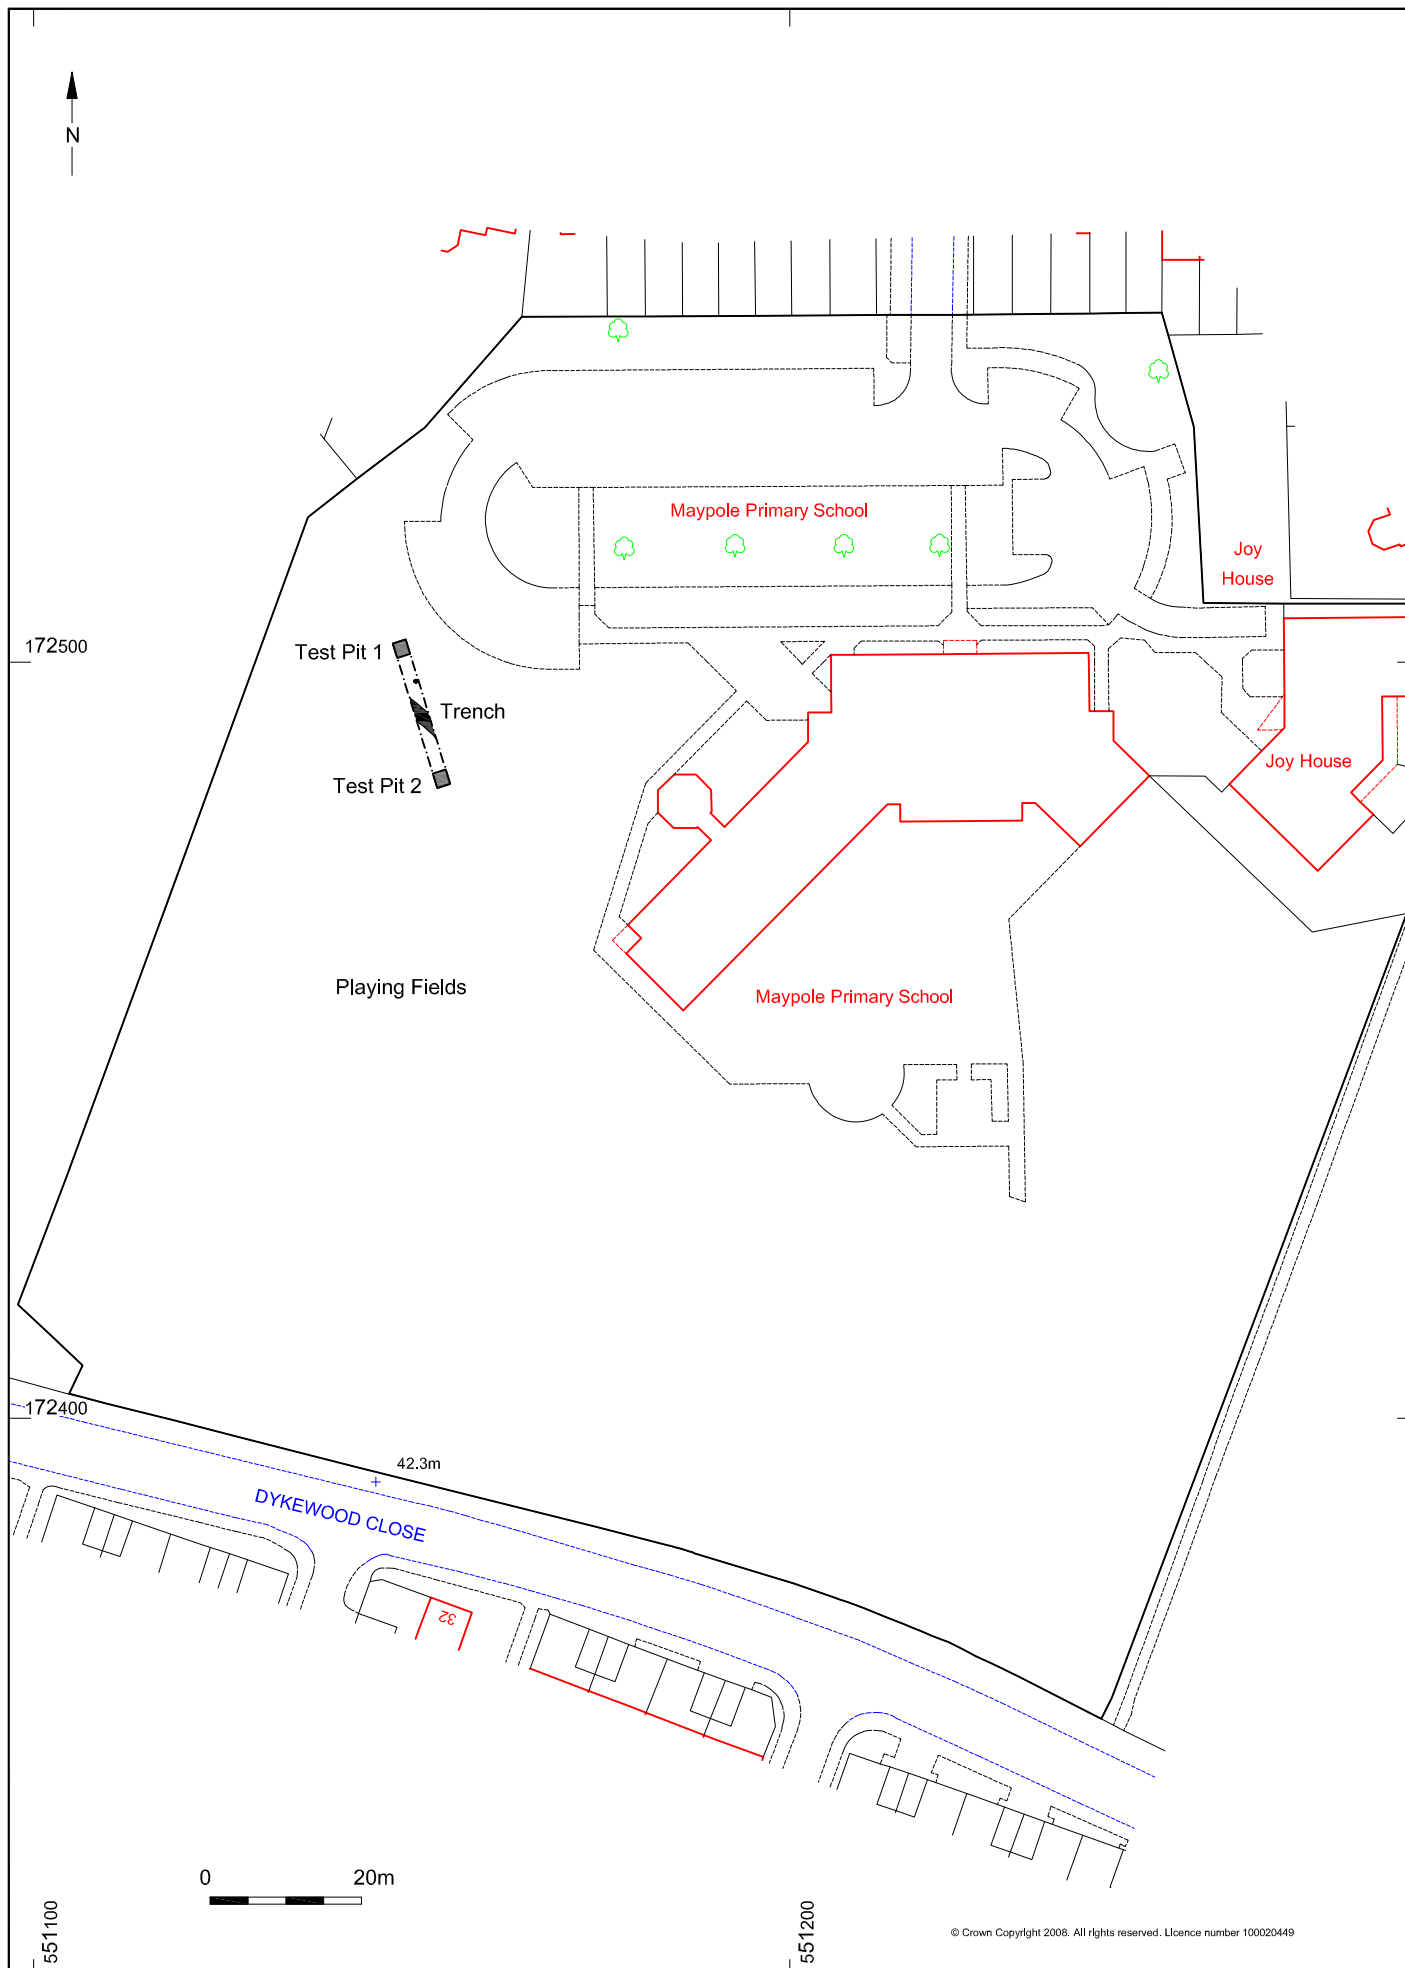 N
Maypole Primary School
Joy
House
172500
Test Pit 1
Trench
Test Pit 2
Joy House
Playing Fields
Maypole Primary School
172400
42.3m
DYKEWOOD CLOSE
32
0 20m
551100
551200
© Crown Copyright 2008. All rights reserved. Licence number 100020449